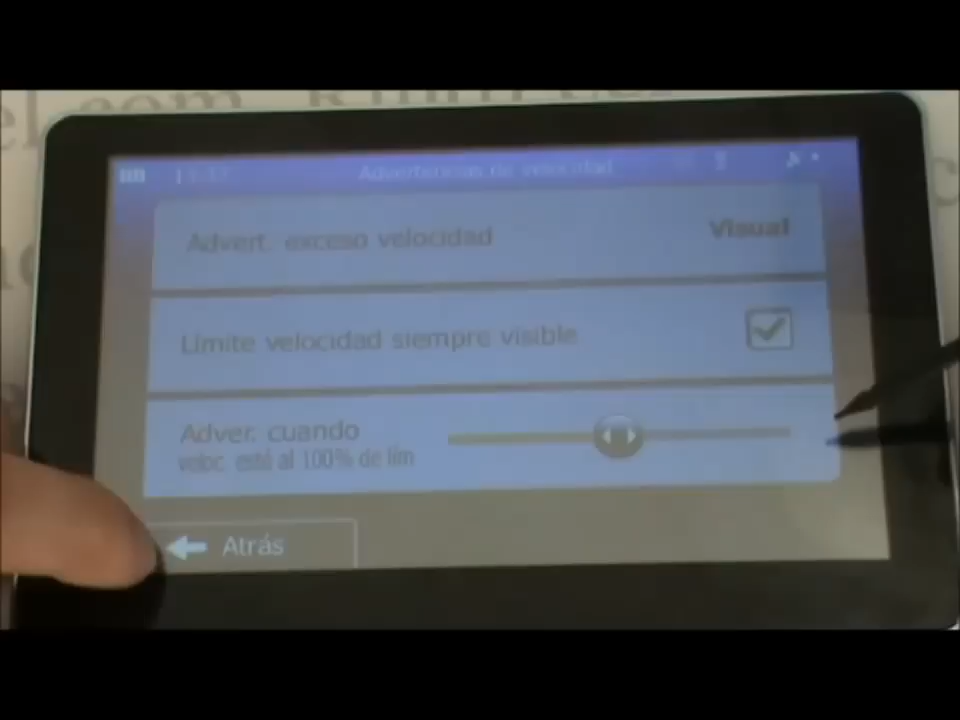 Advertencias de velocidad
Advert. exceso velocidad
Visual
Límite velocidad siempre visible
Adver. cuando
veloc. está al 100% de lím
Atrás